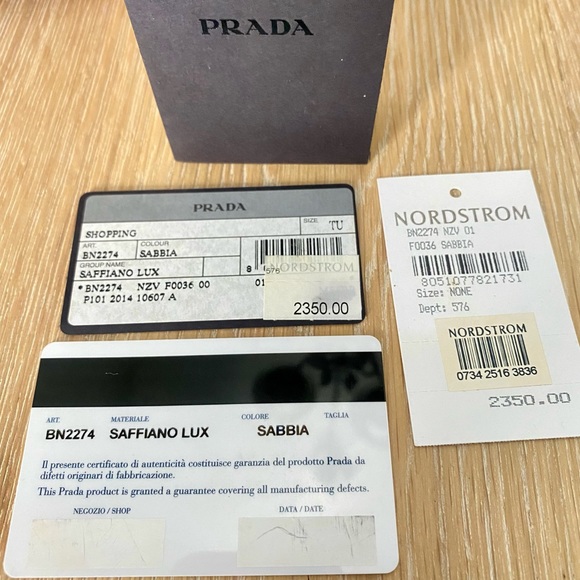 PRADA
PRADA
SHOPPING
SIZE
TU
ART.
COLOUR
BN2274
SABBIA
GROUP NAME
SAFFIANO LUX
8
576
NORDSTROM
•BN2274 NZV F0036 00
01
P101 2014 10607 A
2350.00
NORDSTROM
BN2274 NZV 01
F0036 SABBIA
8051077821731
Size: NONE
Dept: 576
NORDSTROM
0734 2516 3836
2350.00
ART. MATERIALE COLORE TAGLIA
BN2274 SAFFIANO LUX SABBIA
Il presente certificato di autenticità costituisce garanzia del prodotto Prada da
difetti originari di fabbricazione.
This Prada product is granted a guarantee covering all manufacturing defects.
NEGOZIO / SHOP DATA / DATE